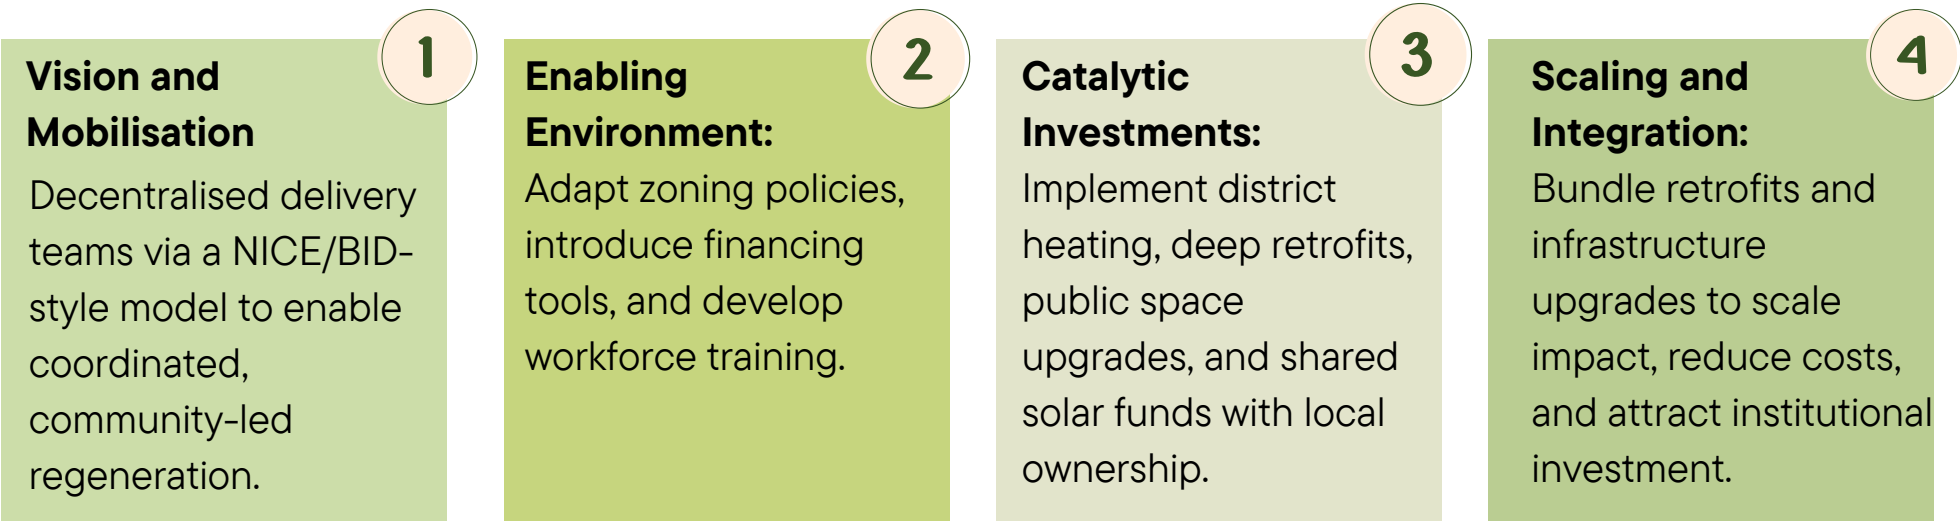 1
Vision and
Mobilisation
Decentralised delivery
teams via a NICE/BID-
style model to enable
coordinated,
community-led
regeneration.
2
Enabling
Environment:
Adapt zoning policies,
introduce financing
tools, and develop
workforce training.
3
Catalytic
Investments:
Implement district
heating, deep retrofits,
public space
upgrades, and shared
solar funds with local
ownership.
4
Scaling and
Integration:
Bundle retrofits and
infrastructure
upgrades to scale
impact, reduce costs,
and attract institutional
investment.